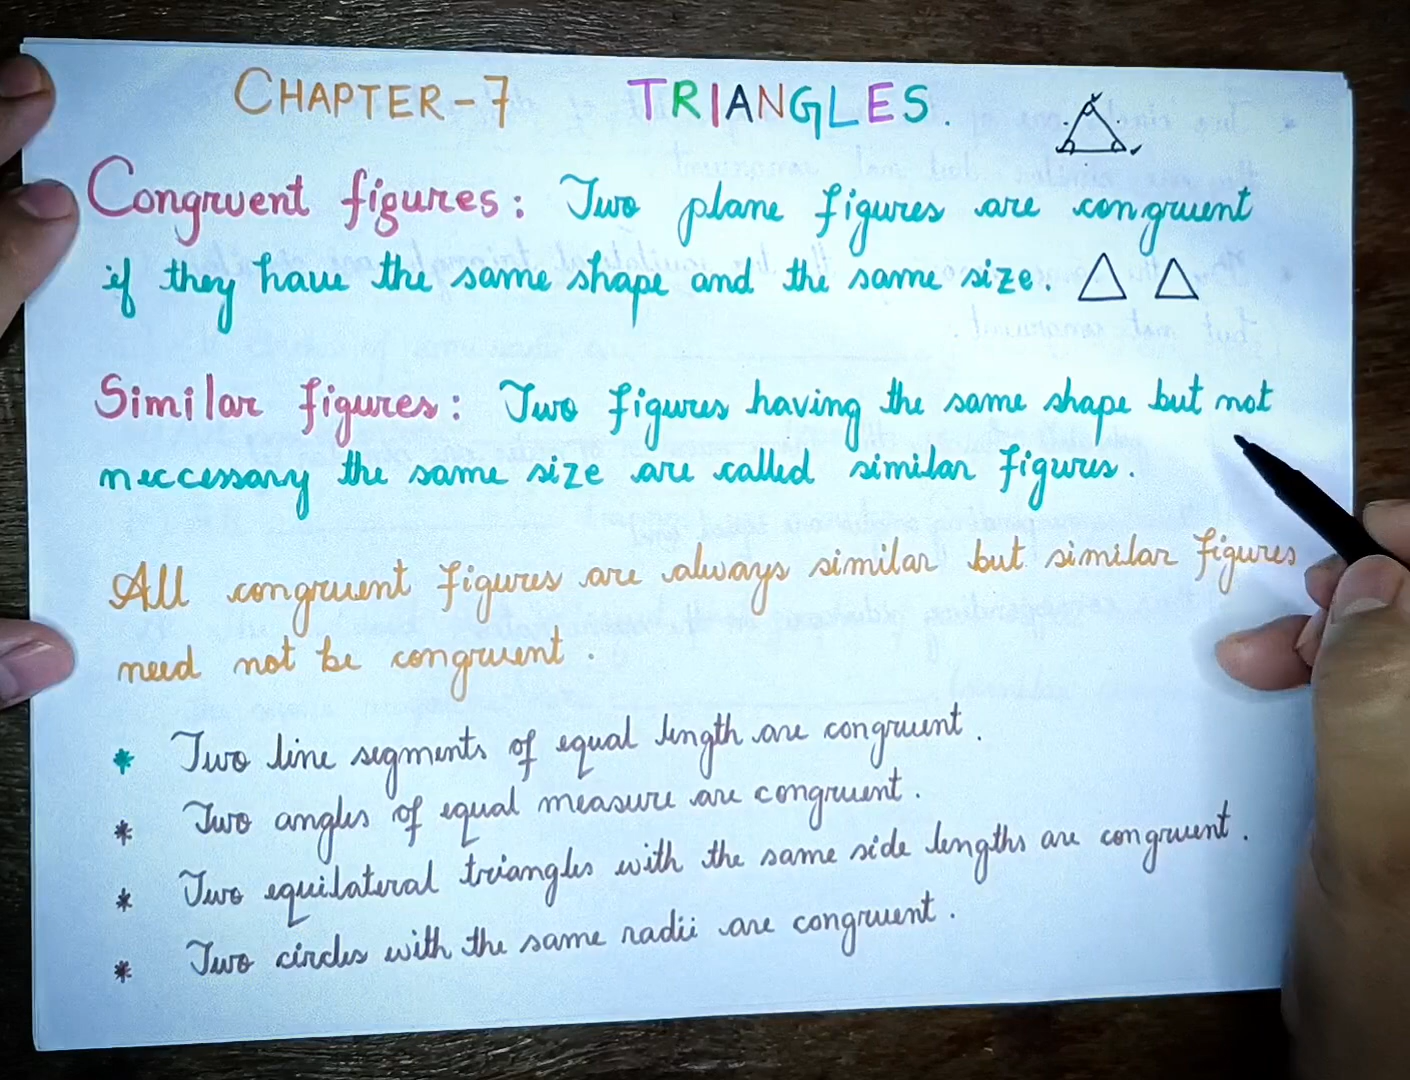 CHAPTER-7 TRIANGLES.
Congruent figures: Two plane figures are congruent
if they have the same shape and the same size.
Similar figures: Two figures having the same shape but not
neccessary the same size are called similar figures.
All congruent figures are always similar but similar figures
need not be congruent.
* Two line segments of equal length are congruent.
* Two angles of equal measure are congruent.
* Two equilateral triangles with the same side lengths are congruent.
* Two circles with the same radii are congruent.